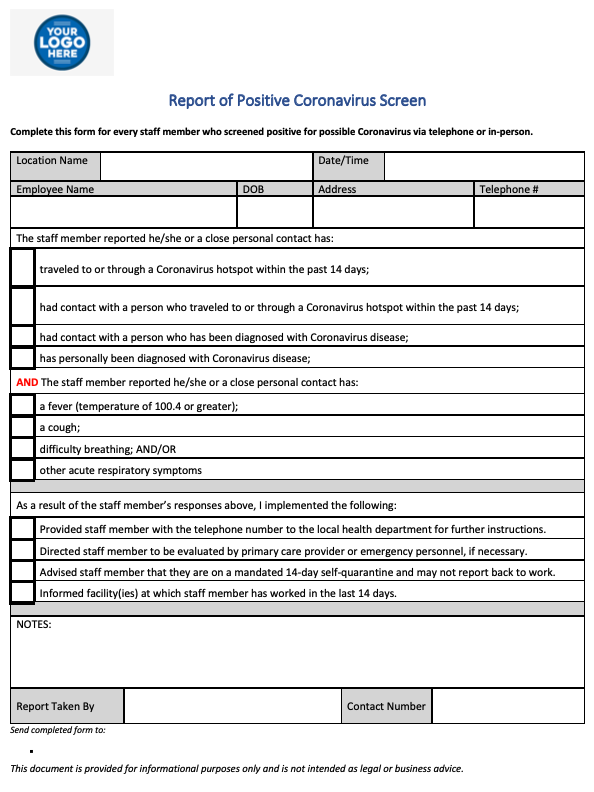 YOUR
LOGO
HERE
Report of Positive Coronavirus Screen
Complete this form for every staff member who screened positive for possible Coronavirus via telephone or in-person.
Location Name Date/Time
Employee Name DOB Address Telephone #
The staff member reported he/she or a close personal contact has:
traveled to or through a Coronavirus hotspot within the past 14 days;
had contact with a person who traveled to or through a Coronavirus hotspot within the past 14 days;
had contact with a person who has been diagnosed with Coronavirus disease;
has personally been diagnosed with Coronavirus disease;
AND The staff member reported he/she or a close personal contact has:
a fever (temperature of 100.4 or greater);
a cough;
difficulty breathing; AND/OR
other acute respiratory symptoms
As a result of the staff member’s responses above, I implemented the following:
Provided staff member with the telephone number to the local health department for further instructions.
Directed staff member to be evaluated by primary care provider or emergency personnel, if necessary.
Advised staff member that they are on a mandated 14-day self-quarantine and may not report back to work.
Informed facility(ies) at which staff member has worked in the last 14 days.
NOTES:
Report Taken By Contact Number
Send completed form to:
This document is provided for informational purposes only and is not intended as legal or business advice.